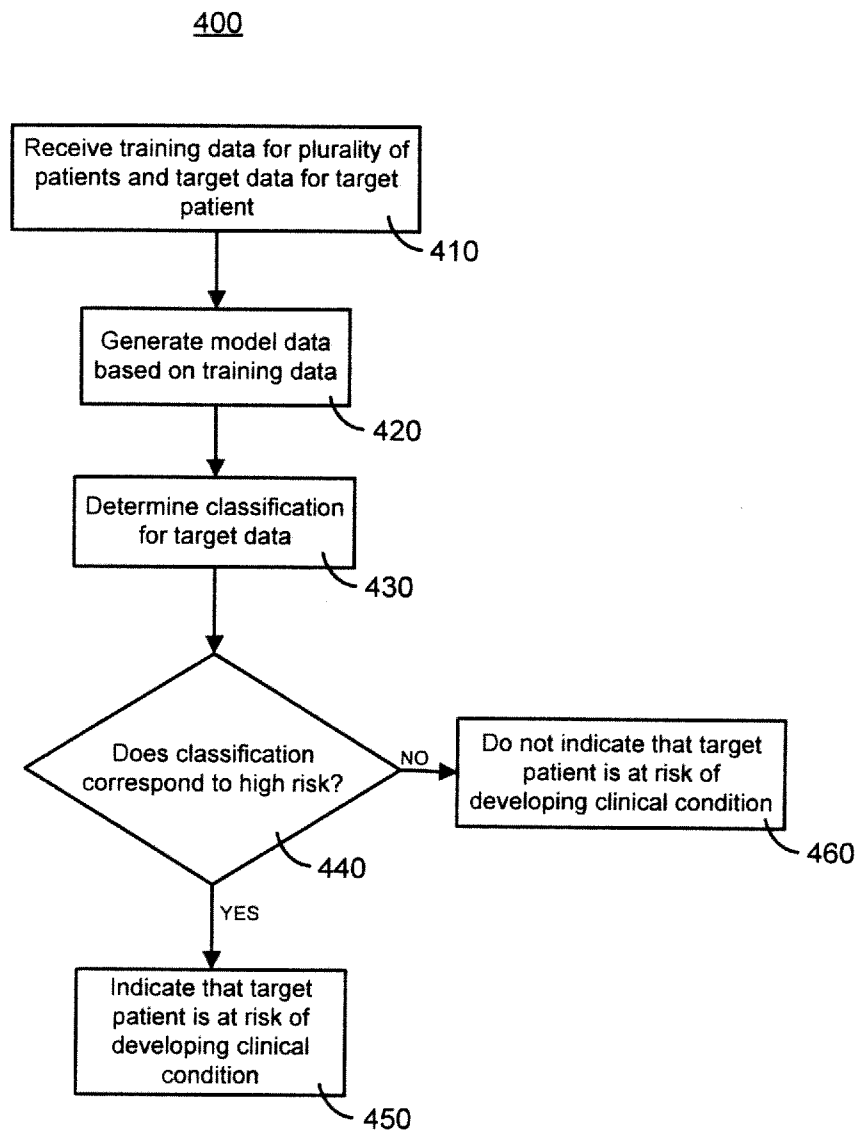 400
Receive training data for plurality of
patients and target data for target
patient
410
Generate model data
based on training data
420
Determine classification
for target data
430
Does classification
correspond to high risk?
440
NO
Do not indicate that target
patient is at risk of
developing clinical condition
460
YES
Indicate that target
patient is at risk of
developing clinical
condition
450